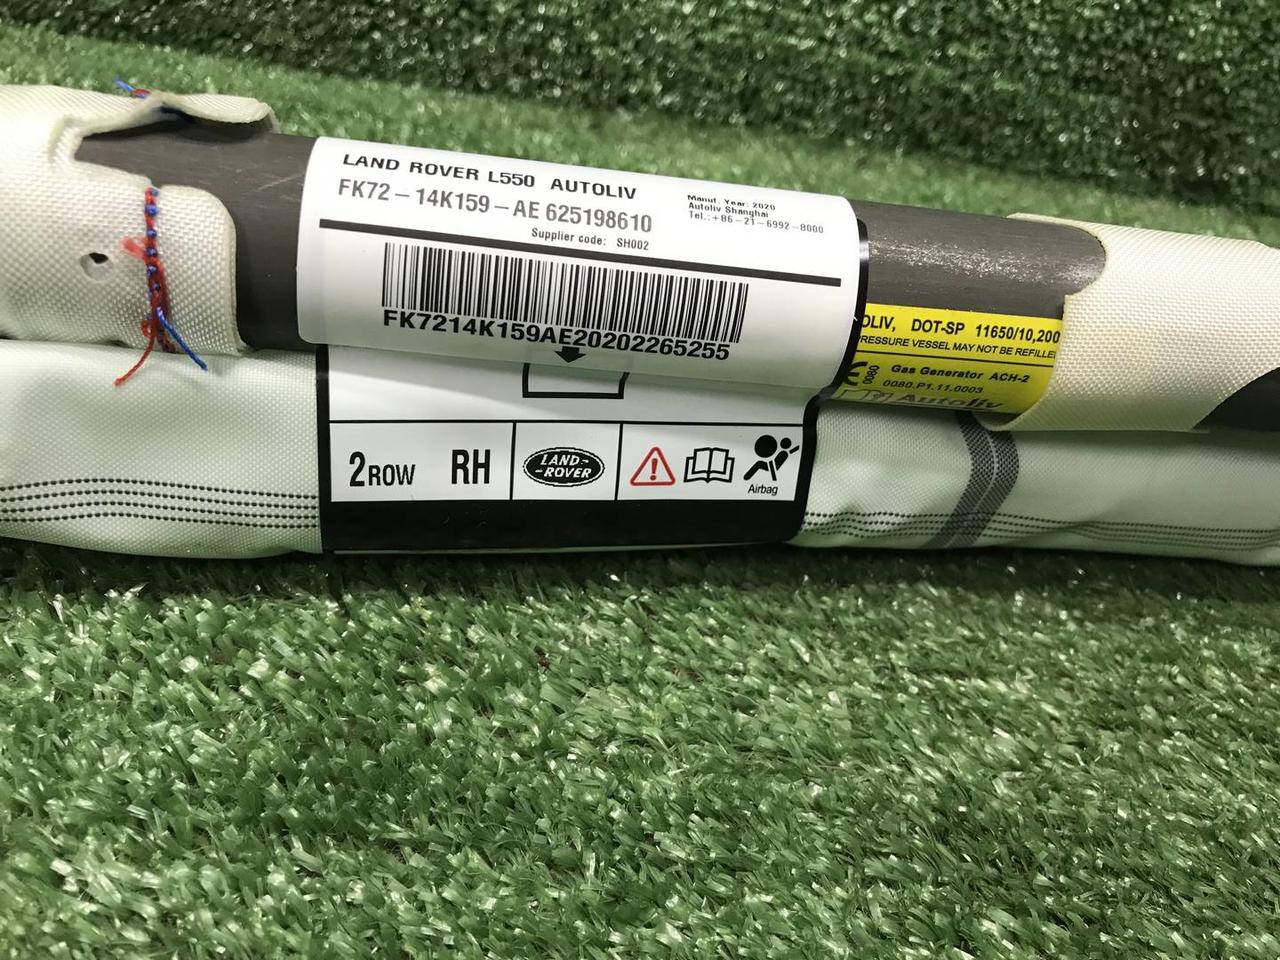 LAND ROVER L550 AUTOLIV
FK72-14K159-AE 625198610
Manuf. Year: 2020
Autoliv Shanghai
Tel.:+86-21-6992-8000
Supplier code: SH002
FK7214K159AE20202265255
OLIV, DOT-SP 11650/10,200
PRESSURE VESSEL MAY NOT BE REFILLE
CE 0080
Gas Generator ACH-2
0080.P1.11.0003
Autoliv
2ROW RH
LAND-
-ROVER
Airbag